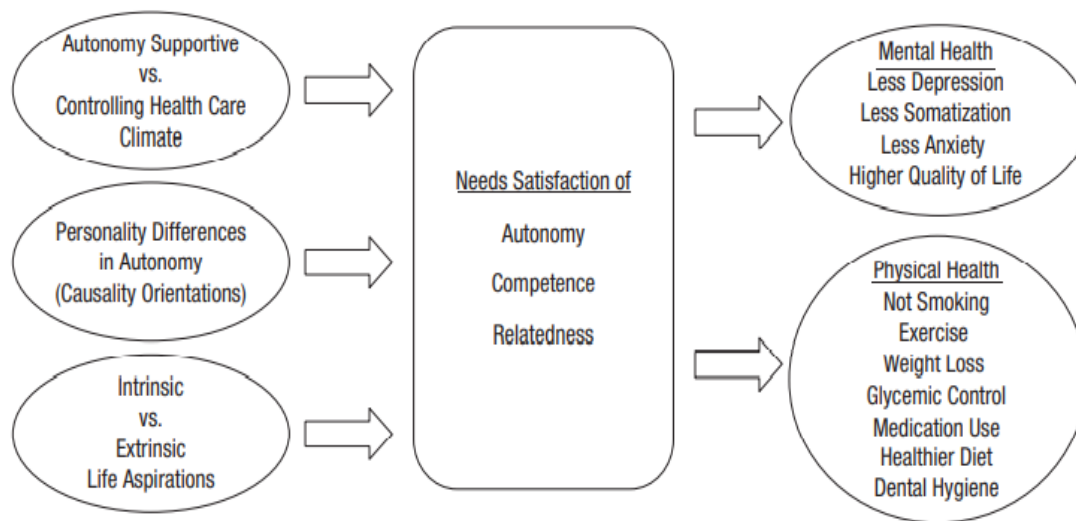 Autonomy Supportive
vs.
Controlling Health Care
Climate
Personality Differences
in Autonomy
(Causality Orientations)
Intrinsic
vs.
Extrinsic
Life Aspirations
Needs Satisfaction of
Autonomy
Competence
Relatedness
Mental Health
Less Depression
Less Somatization
Less Anxiety
Higher Quality of Life
Physical Health
Not Smoking
Exercise
Weight Loss
Glycemic Control
Medication Use
Healthier Diet
Dental Hygiene